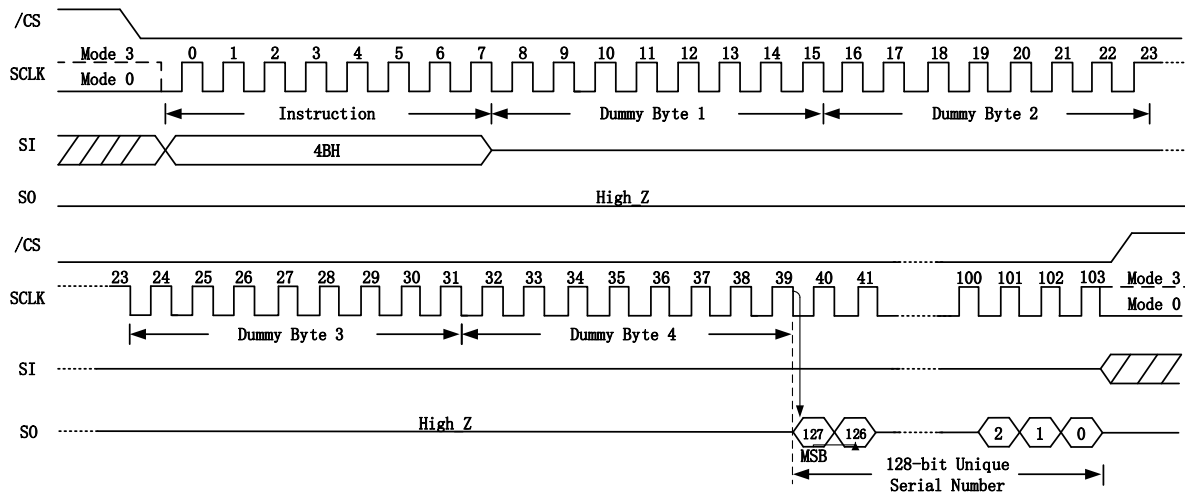 /CS
Mode 3 0 1 2 3 4 5 6 7 8 9 10 11 12 13 14 15 16 17 18 19 20 21 22 23
SCLK
Mode 0
Instruction Dummy Byte 1 Dummy Byte 2
SI 4BH
SO High_Z
/CS
23 24 25 26 27 28 29 30 31 32 33 34 35 36 37 38 39 40 41 100 101 102 103 Mode 3
SCLK
Mode 0
Dummy Byte 3 Dummy Byte 4
SI
High_Z
SO 127 126 2 1 0
MSB
128-bit Unique
Serial Number